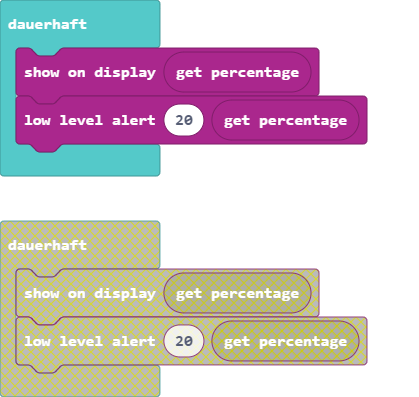 dauerhaft
show on display get percentage
low level alert 20 get percentage
dauerhaft
show on display get percentage
low level alert 20 get percentage